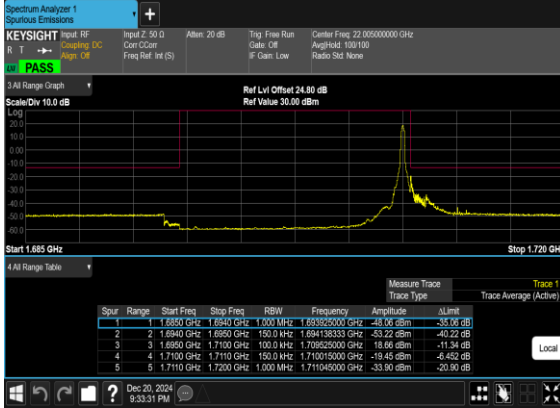 Spectrum Analyzer 1
Spurious Emissions
+
KEYSIGHT Input: RF Input Z: 50 Ω Atten: 20 dB Trig: Free Run Center Freq: 22.005000000 GHz
R T Coupling: DC Corr CCorr Gate: Off Avg|Hold: 100/100
Align: Off Freq Ref: Int (S) IF Gain: Low Radio Std: None
PASS
3.All Range Graph Ref Lvl Offset 24.80 dB
Scale/Div 10.0 dB Ref Value 30.00 dBm
Log
20.0
10.0
0.00
-10.0
-20.0
-30.0
-40.0
-50.0
-60.0
Start 1.685 GHz Stop 1.720 GH
4.All Range Table
Measure Trace Trace 1
Trace Type Trace Average (Active)
Spur Range Start Freq Stop Freq RBW Frequency Amplitude ΔLimit
1 1 1.6850 GHz 1.6940 GHz 1.000 MHz 1.693925000 GHz -48.06 dBm -35.06 dB
2 2 1.6940 GHz 1.6950 GHz 150.0 kHz 1.694138333 GHz -53.22 dBm -40.22 dB
3 3 1.6950 GHz 1.7100 GHz 100.0 kHz 1.709525000 GHz 18.66 dBm -11.34 dB
4 4 1.7100 GHz 1.7110 GHz 150.0 kHz 1.710015000 GHz -19.45 dBm -6.452 dB
5 5 1.7110 GHz 1.7200 GHz 1.000 MHz 1.711045000 GHz -33.90 dBm -20.90 dB
Local
?
Dec 20, 2024
9:33:31 PM